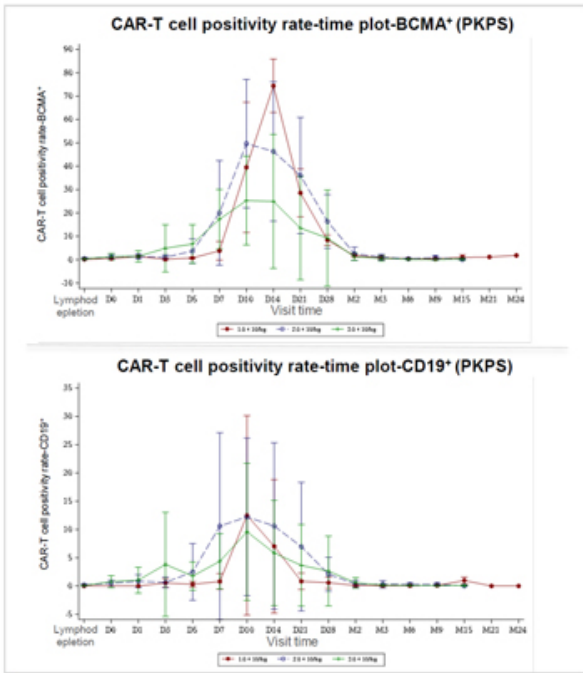 CAR-T cell positivity rate-time plot-BCMA⁺ (PKPS)
CAR-T cell positivity rate-BCMA⁺
90
80
70
60
50
40
30
20
10
0
-10
Lymphod
epletion
D0
D1
D3
D5
D7
D10
D14
D21
D28
M2
M3
M6
M9
M15
M21
M24
Visit time
CAR-T cell positivity rate-time plot-CD19⁺ (PKPS)
CAR-T cell positivity rate-CD19⁺
35
30
25
20
15
10
5
0
-5
Lymphod
epletion
D0
D1
D3
D5
D7
D10
D14
D21
D28
M2
M3
M6
M9
M15
M21
M24
Visit time